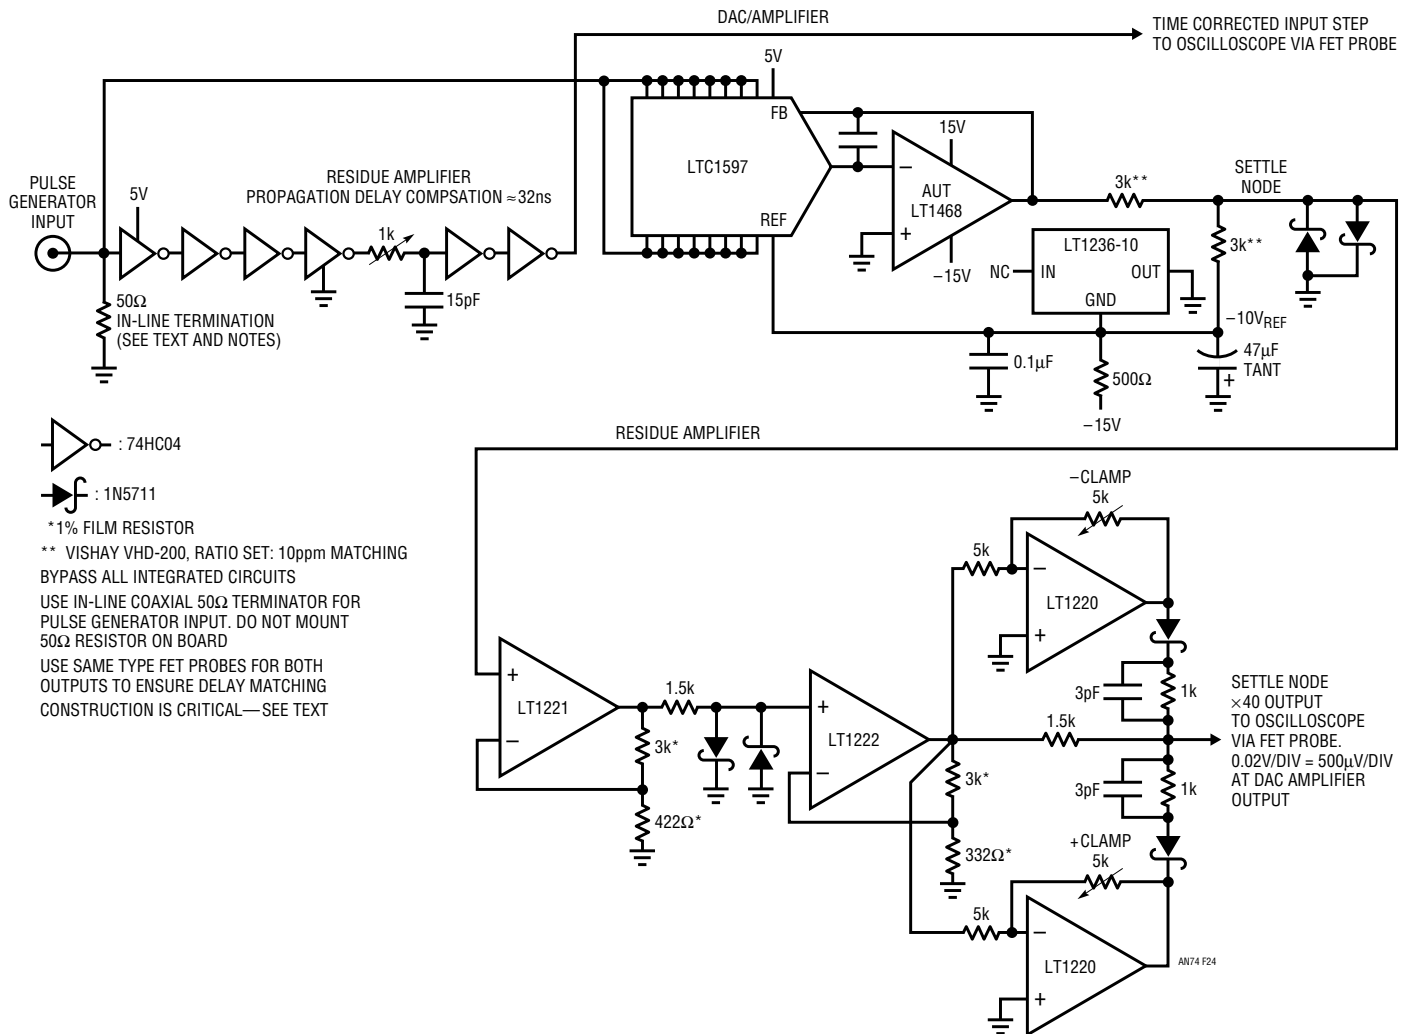 DAC/AMPLIFIER
TIME CORRECTED INPUT STEP
TO OSCILLOSCOPE VIA FET PROBE
5V
FB
LTC1597
REF
RESIDUE AMPLIFIER
PROPAGATION DELAY COMPSATION ≈32ns
PULSE
GENERATOR
INPUT
5V
1k
15pF
50Ω
IN-LINE TERMINATION
(SEE TEXT AND NOTES)
15V
–
AUT
LT1468
+
–15V
3k**
SETTLE
NODE
3k**
LT1236-10
NC
IN
OUT
GND
–10VREF
0.1µF
500Ω
–15V
47µF
TANT
+
: 74HC04
: 1N5711
*1% FILM RESISTOR
** VISHAY VHD-200, RATIO SET: 10ppm MATCHING
BYPASS ALL INTEGRATED CIRCUITS
USE IN-LINE COAXIAL 50Ω TERMINATOR FOR
PULSE GENERATOR INPUT. DO NOT MOUNT
50Ω RESISTOR ON BOARD
USE SAME TYPE FET PROBES FOR BOTH
OUTPUTS TO ENSURE DELAY MATCHING
CONSTRUCTION IS CRITICAL—SEE TEXT
RESIDUE AMPLIFIER
+
LT1221
–
1.5k
3k*
422Ω*
+
LT1222
–
3k*
332Ω*
–CLAMP
5k
5k
–
LT1220
+
3pF
1k
1.5k
3pF
1k
SETTLE NODE
×40 OUTPUT
TO OSCILLOSCOPE
VIA FET PROBE.
0.02V/DIV = 500µV/DIV
AT DAC AMPLIFIER
OUTPUT
+CLAMP
5k
5k
–
LT1220
+
AN74 F24